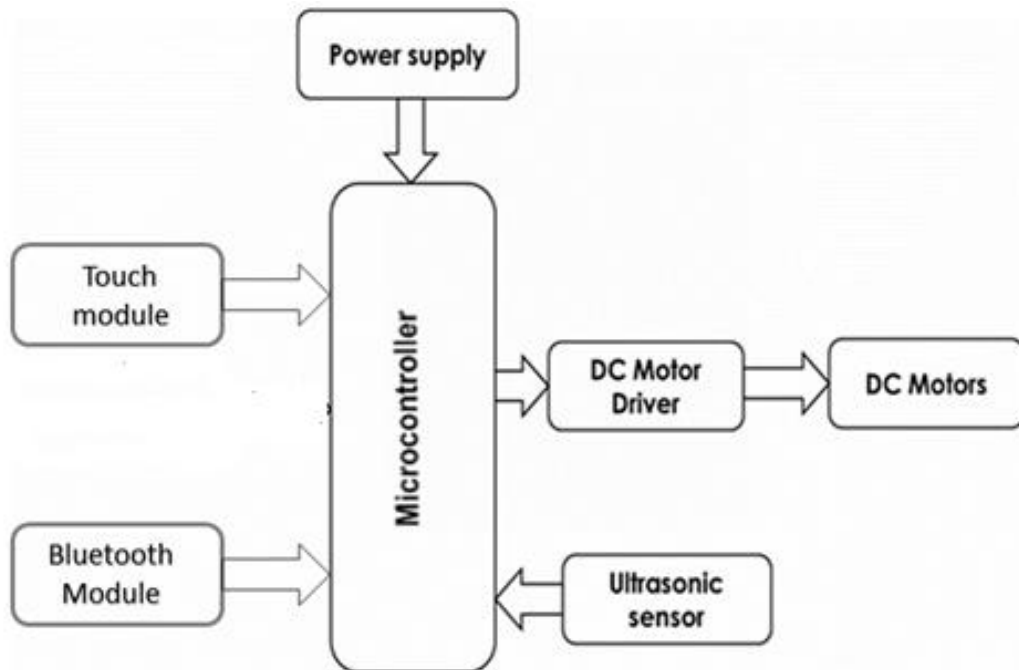 Power supply
Touch
module
Microcontroller
DC Motor
Driver
DC Motors
Bluetooth
Module
Ultrasonic
sensor